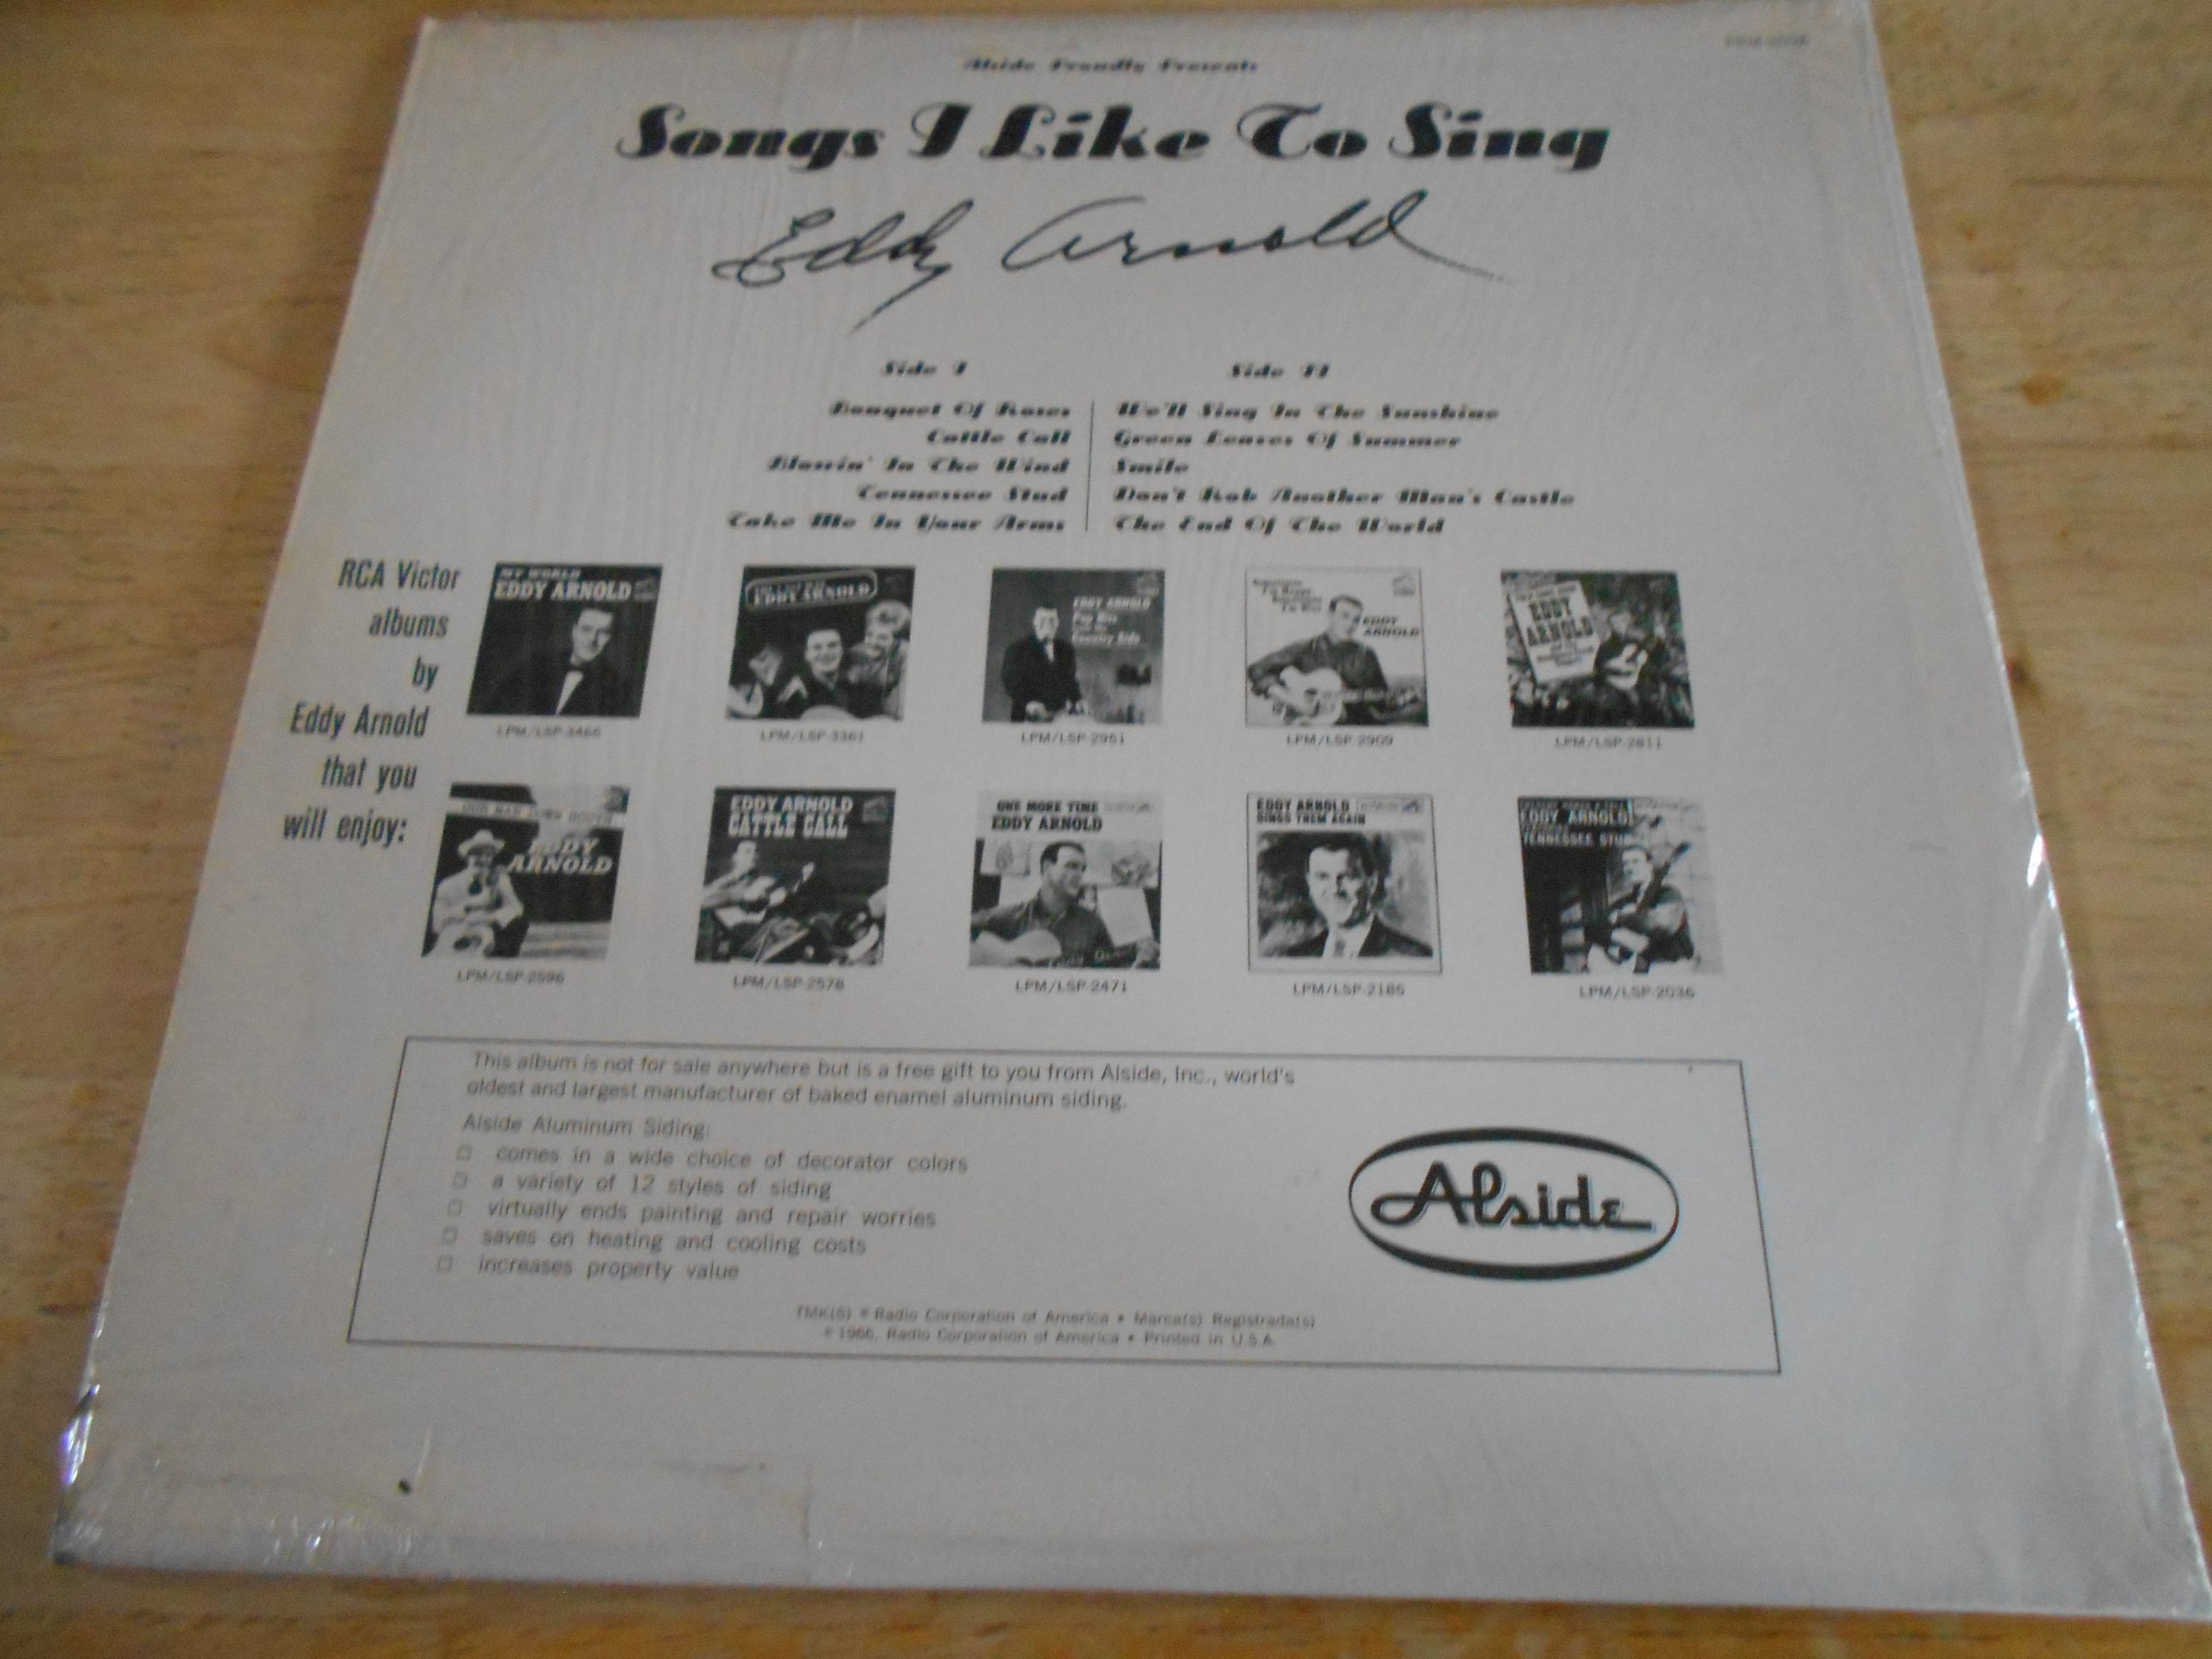 Alside Proudly Presents
Songs I Like To Sing
Eddy Arnold
Side I
Bouquet Of Roses
Cattle Call
Blowin' In The Wind
Tennessee Stud
Take Me In Your Arms
Side II
We'll Sing In The Sunshine
Green Leaves Of Summer
Smile
Don't Rob Another Man's Castle
The End Of The World
RCA Victor
albums
by
Eddy Arnold
that you
will enjoy:
MY WORLD
EDDY ARNOLD
LPM/LSP-3466
EDDY ARNOLD
LPM/LSP-3361
EDDY ARNOLD
Pop Hits
Country Side
LPM/LSP-2951
EDDY
ARNOLD
LPM/LSP-2909
EDDY
ARNOLD
LPM/LSP-2811
OUR MAN DOWN SOUTH
EDDY
ARNOLD
LPM/LSP-2596
EDDY ARNOLD
CATTLE CALL
LPM/LSP-2578
ONE MORE TIME
EDDY ARNOLD
LPM/LSP-2471
EDDY ARNOLD
SINGS THEM AGAIN
LPM/LSP-2185
EDDY ARNOLD
TENNESSEE STUD
LPM/LSP-2036
This album is not for sale anywhere but is a free gift to you from Alside, Inc., world's
oldest and largest manufacturer of baked enamel aluminum siding.
Alside Aluminum Siding:
comes in a wide choice of decorator colors
a variety of 12 styles of siding
virtually ends painting and repair worries
saves on heating and cooling costs
increases property value
Alside
TMK(S) ® Radio Corporation of America • Marca(s) Registrada(s)
© 1966, Radio Corporation of America • Printed in U.S.A.